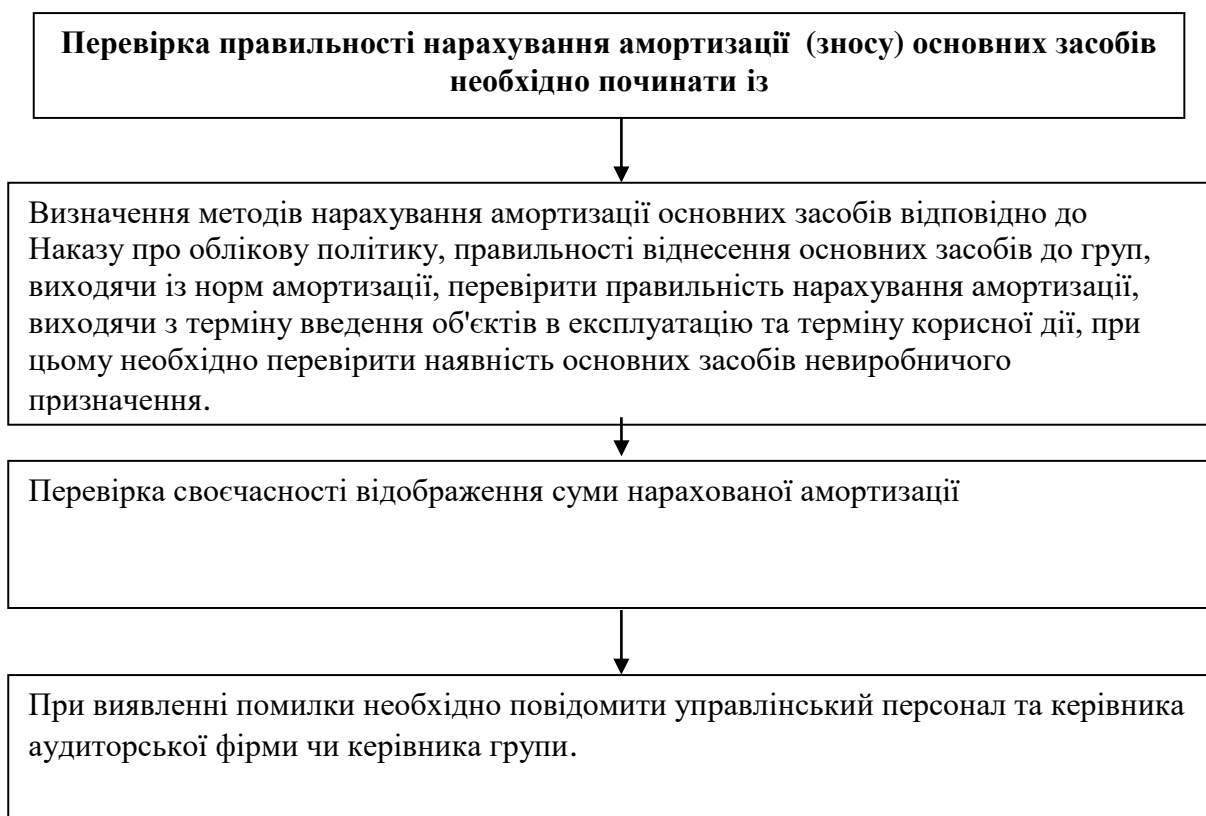 Перевірка правильності нарахування амортизації (зносу) основних засобів
необхідно починати із
Визначення методів нарахування амортизації основних засобів відповідно до
Наказу про облікову політику, правильності віднесення основних засобів до груп,
виходячи із норм амортизації, перевірити правильність нарахування амортизації,
виходячи з терміну введення об'єктів в експлуатацію та терміну корисної дії, при
цьому необхідно перевірити наявність основних засобів невиробничого
призначення.
Перевірка своєчасності відображення суми нарахованої амортизації
При виявленні помилки необхідно повідомити управлінський персонал та керівника
аудиторської фірми чи керівника групи.